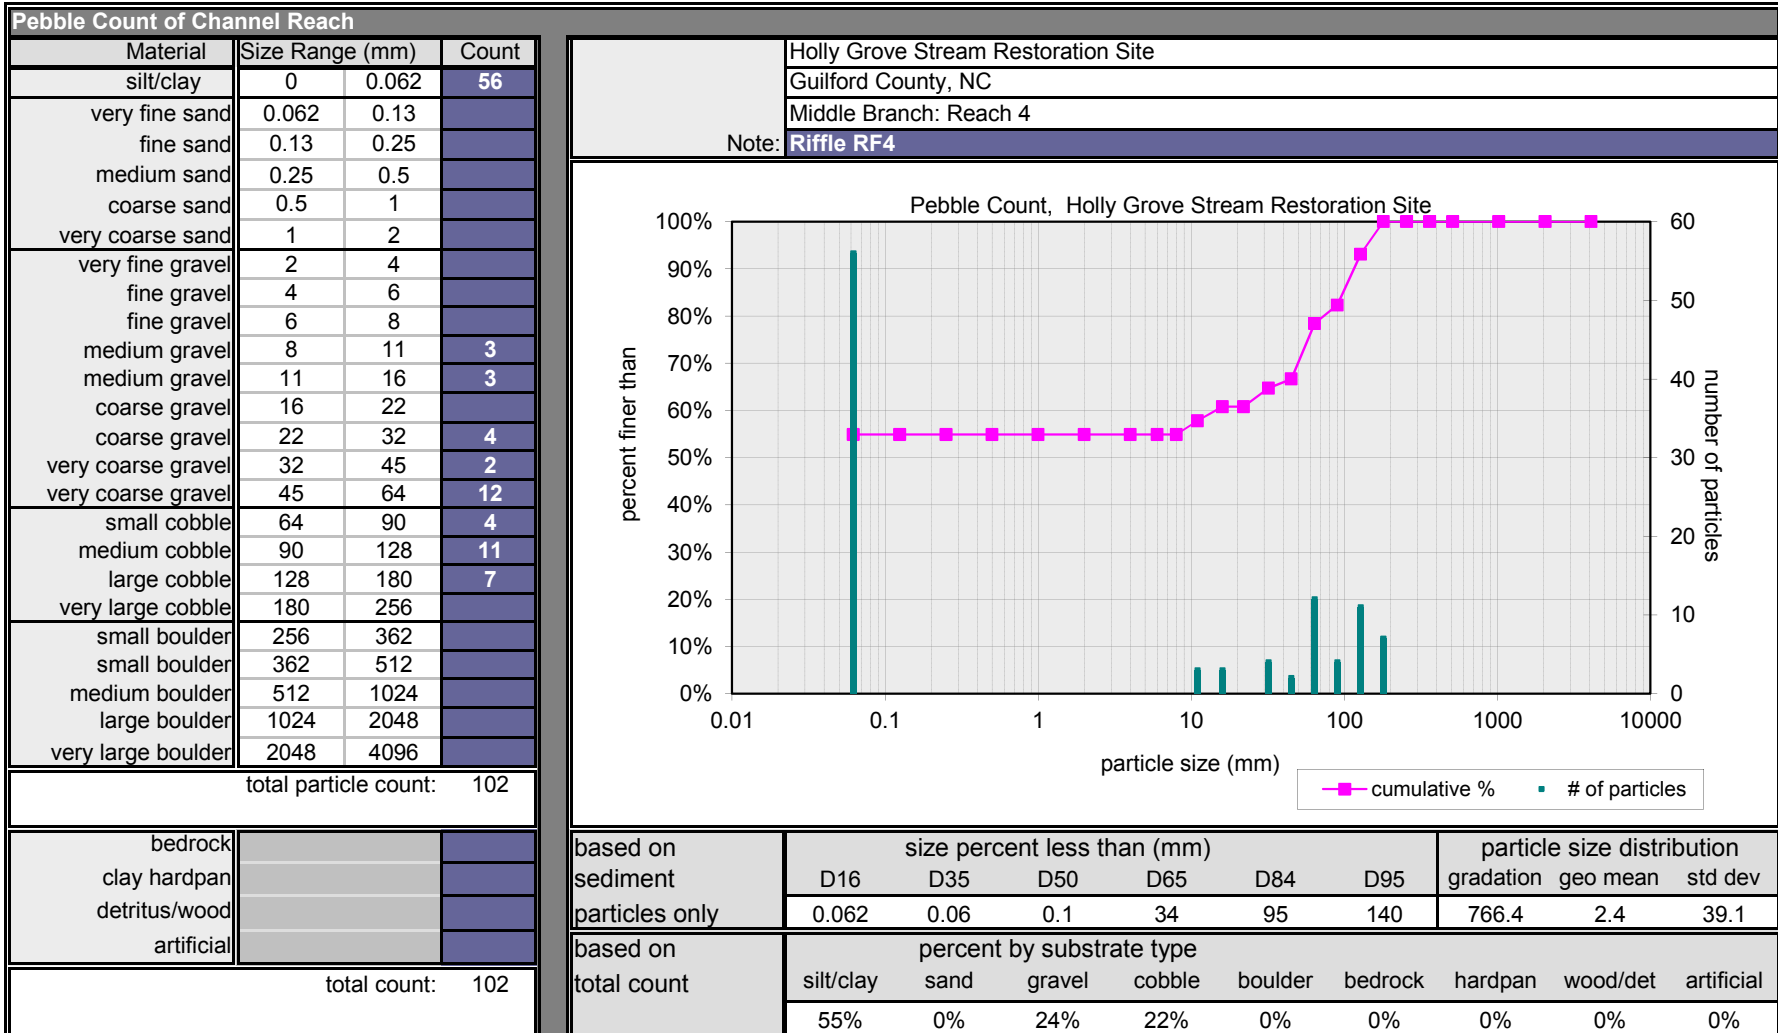 Pebble Count of Channel Reach
Material Size Range (mm) Count
silt/clay 0 0.062 56
very fine sand 0.062 0.13
fine sand 0.13 0.25
medium sand 0.25 0.5
coarse sand 0.5 1
very coarse sand 1 2
very fine gravel 2 4
fine gravel 4 6
fine gravel 6 8
medium gravel 8 11 3
medium gravel 11 16 3
coarse gravel 16 22
coarse gravel 22 32 4
very coarse gravel 32 45 2
very coarse gravel 45 64 12
small cobble 64 90 4
medium cobble 90 128 11
large cobble 128 180 7
very large cobble 180 256
small boulder 256 362
small boulder 362 512
medium boulder 512 1024
large boulder 1024 2048
very large boulder 2048 4096
total particle count: 102
bedrock
clay hardpan
detritus/wood
artificial
total count: 102
Holly Grove Stream Restoration Site
Guilford County, NC
Middle Branch: Reach 4
Note: Riffle RF4
Pebble Count, Holly Grove Stream Restoration Site
100%
90%
80%
70%
60%
50%
40%
30%
20%
10%
0%
percent finer than
60
50
40
30
20
10
0
number of particles
0.01 0.1 1 10 100 1000 10000
particle size (mm)
cumulative % # of particles
based on size percent less than (mm) particle size distribution
sediment D16 D35 D50 D65 D84 D95 gradation geo mean std dev
particles only 0.062 0.06 0.1 34 95 140 766.4 2.4 39.1
based on percent by substrate type
total count silt/clay sand gravel cobble boulder bedrock hardpan wood/det artificial
55% 0% 24% 22% 0% 0% 0% 0% 0%